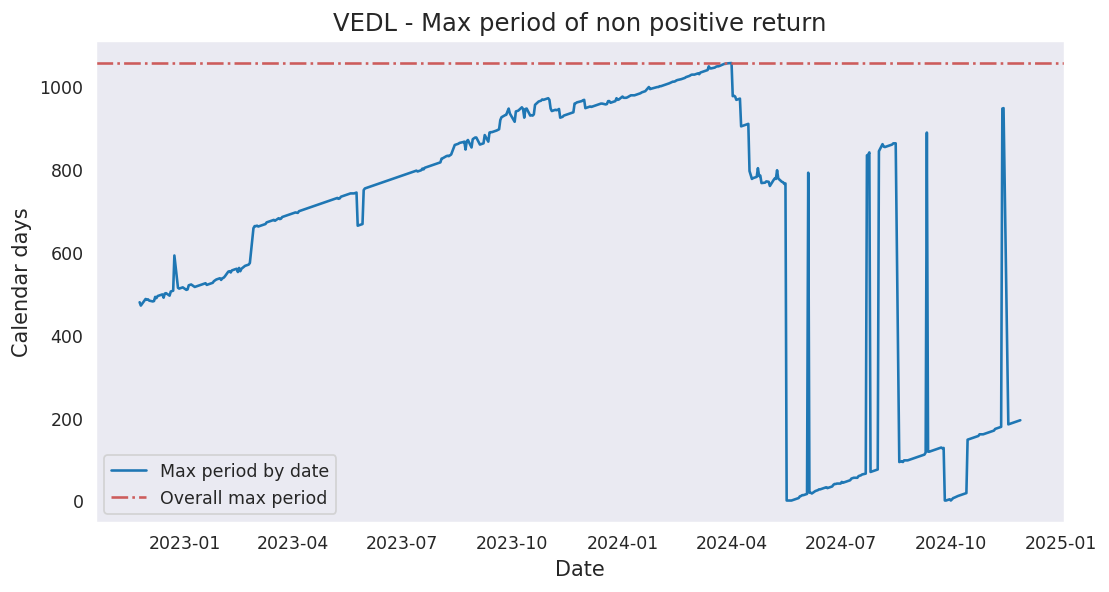 VEDL - Max period of non positive return
Calendar days
1000
800
600
400
200
0
Max period by date
Overall max period
2023-01 2023-04 2023-07 2023-10 2024-01 2024-04 2024-07 2024-10 2025-01
Date